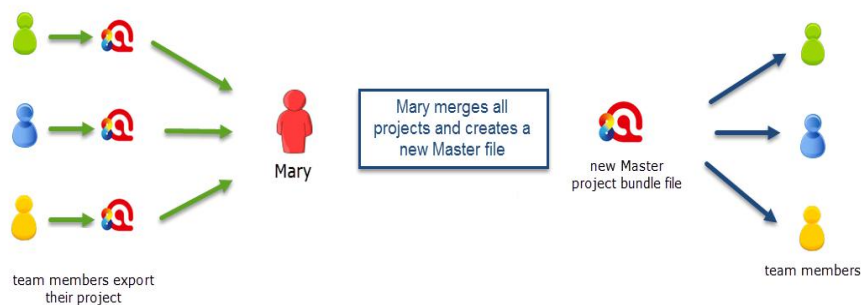 Mary merges all
projects and creates a
new Master file
Mary
new Master
project bundle file
team members export
their project
team members